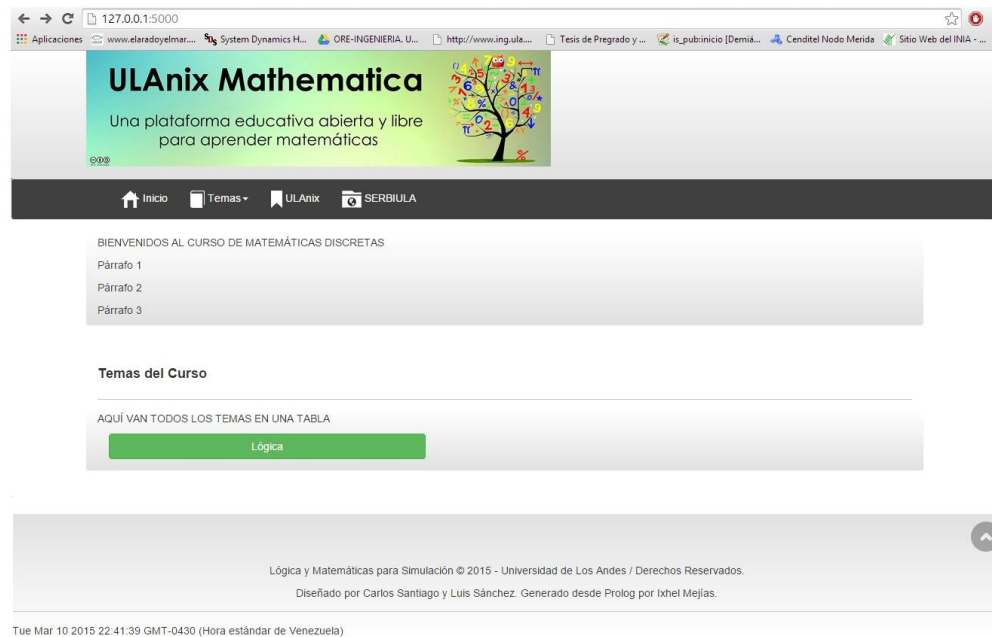 127.0.0.1:5000
Aplicaciones www.elaradoyelmar.... System Dynamics H... ORE-INGENIERIA. U... http://www.ing.ula.... Tesis de Pregrado y ... is_pub:inicio [Demiá... Cenditel Nodo Merida Sitio Web del INIA - ...
ULAnix Mathematica
Una plataforma educativa abierta y libre
para aprender matemáticas
Inicio Temas ULAnix SERBIULA
BIENVENIDOS AL CURSO DE MATEMÁTICAS DISCRETAS
Párrafo 1
Párrafo 2
Párrafo 3
Temas del Curso
AQUÍ VAN TODOS LOS TEMAS EN UNA TABLA
Lógica
Lógica y Matemáticas para Simulación © 2015 - Universidad de Los Andes / Derechos Reservados.
Diseñado por Carlos Santiago y Luis Sánchez. Generado desde Prolog por Ixhel Mejías.
Tue Mar 10 2015 22:41:39 GMT-0430 (Hora estándar de Venezuela)